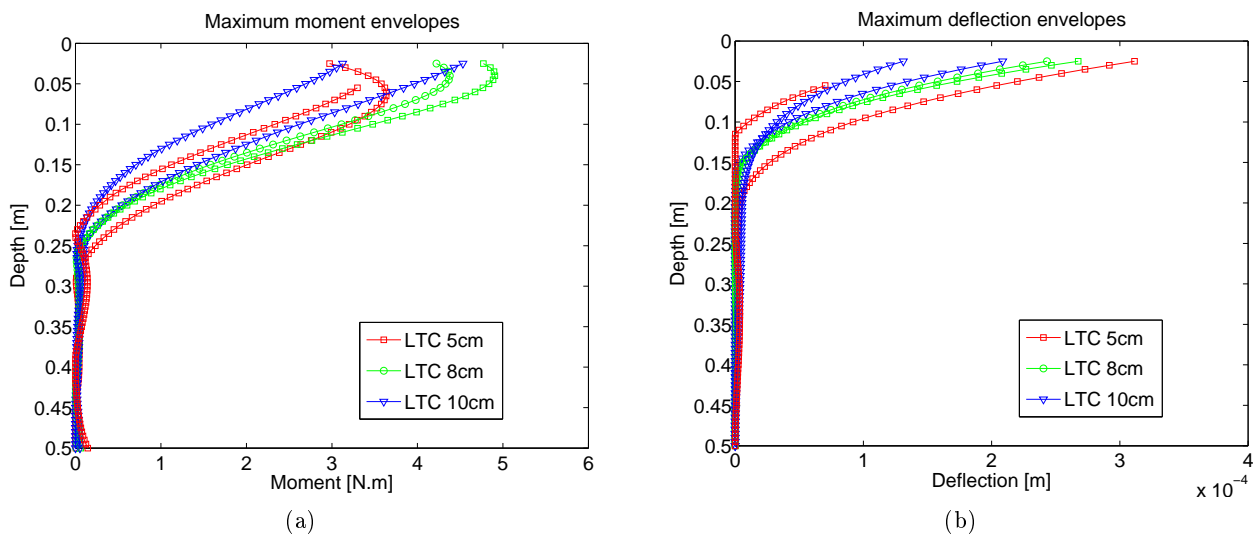 Maximum moment envelopes
0
0.05
0.1
0.15
0.2
0.25
0.3
0.35
0.4
0.45
0.5
Depth [m]
LTC 5cm
LTC 8cm
LTC 10cm
0 1 2 3 4 5 6
Moment [N.m]
(a)
Maximum deflection envelopes
0
0.05
0.1
0.15
0.2
0.25
0.3
0.35
0.4
0.45
0.5
Depth [m]
LTC 5cm
LTC 8cm
LTC 10cm
0 1 2 3 4
Deflection [m]
x 10⁻⁴
(b)